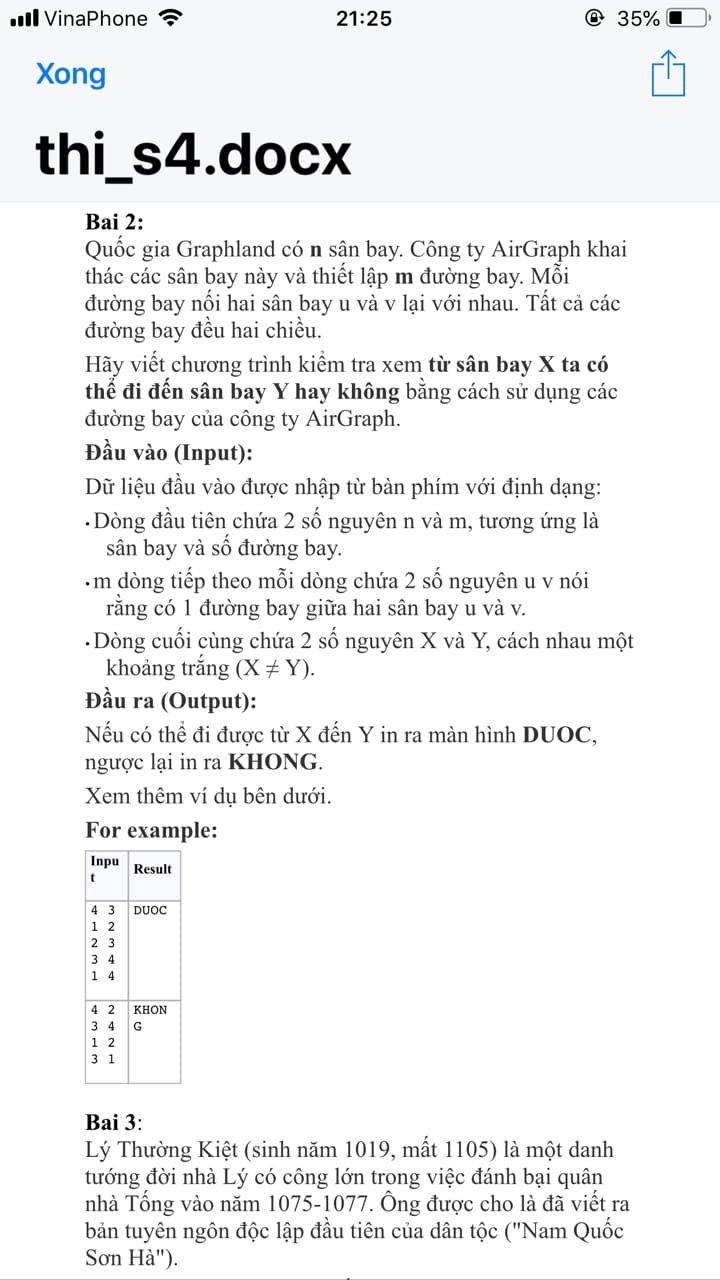 VinaPhone 21:25 35%
Xong
thi_s4.docx
Bai 2:
Quốc gia Graphland có n sân bay. Công ty AirGraph khai
thác các sân bay này và thiết lập m đường bay. Mỗi
đường bay nối hai sân bay u và v lại với nhau. Tất cả các
đường bay đều hai chiều.
Hãy viết chương trình kiểm tra xem từ sân bay X ta có
thể đi đến sân bay Y hay không bằng cách sử dụng các
đường bay của công ty AirGraph.
Đầu vào (Input):
Dữ liệu đầu vào được nhập từ bàn phím với định dạng:
·Dòng đầu tiên chứa 2 số nguyên n và m, tương ứng là
sân bay và số đường bay.
·m dòng tiếp theo mỗi dòng chứa 2 số nguyên u v nói
rằng có 1 đường bay giữa hai sân bay u và v.
·Dòng cuối cùng chứa 2 số nguyên X và Y, cách nhau một
khoảng trắng (X ≠ Y).
Đầu ra (Output):
Nếu có thể đi được từ X đến Y in ra màn hình DUOC,
ngược lại in ra KHONG.
Xem thêm ví dụ bên dưới.
For example:
Inpu Result
t
4 3 DUOC
1 2
2 3
3 4
1 4
4 2 KHON
3 4 G
1 2
3 1
Bai 3:
Lý Thường Kiệt (sinh năm 1019, mất 1105) là một danh
tướng đời nhà Lý có công lớn trong việc đánh bại quân
nhà Tống vào năm 1075-1077. Ông được cho là đã viết ra
bản tuyên ngôn độc lập đầu tiên của dân tộc ("Nam Quốc
Sơn Hà").